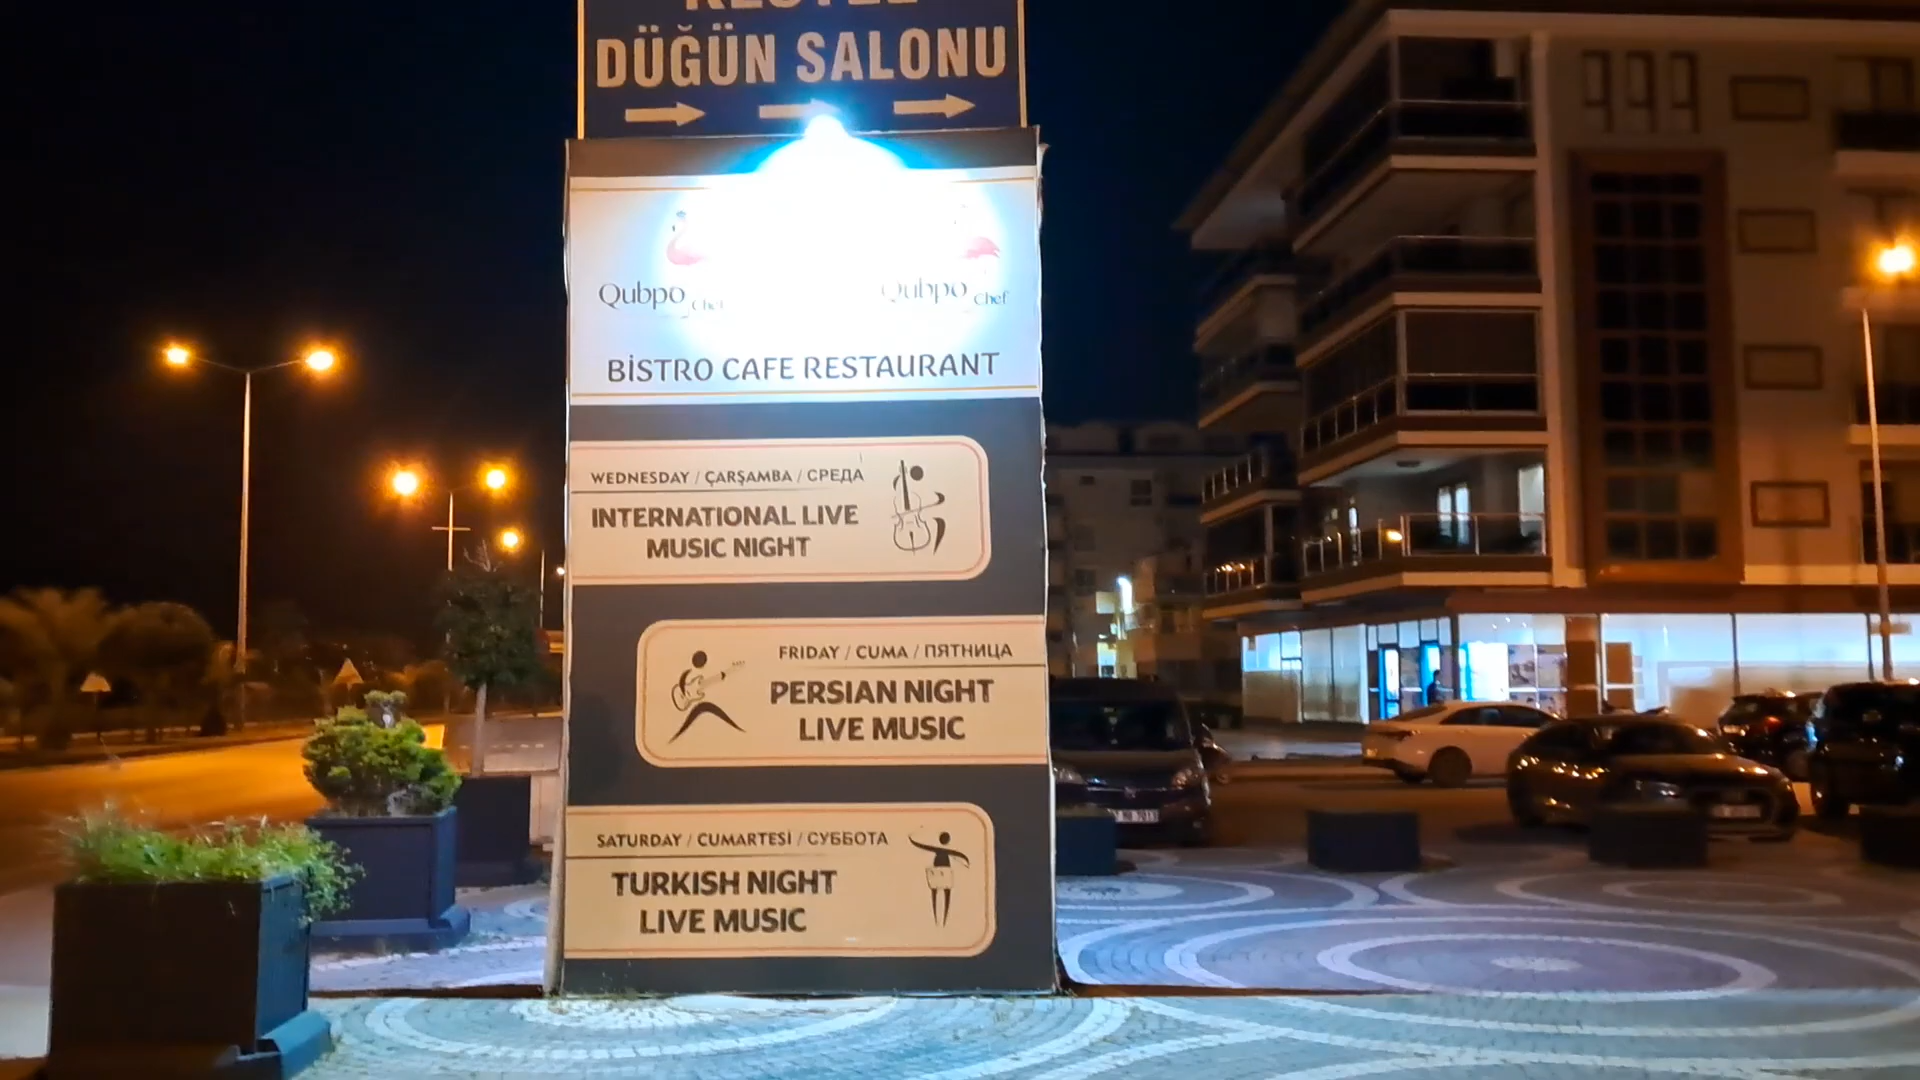 DÜĞÜN SALONU
Qubpo Chef Qubpo Chef
BİSTRO CAFE RESTAURANT
WEDNESDAY / ÇARŞAMBA / СРЕДА
INTERNATIONAL LIVE
MUSIC NIGHT
FRIDAY / CUMA / ПЯТНИЦА
PERSIAN NIGHT
LIVE MUSIC
SATURDAY / CUMARTESİ / СУББОТА
TURKISH NIGHT
LIVE MUSIC